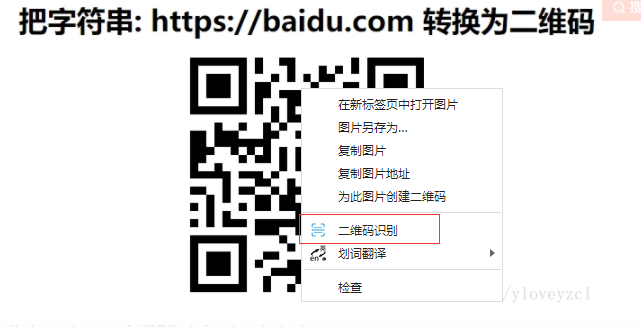 把字符串: https://baidu.com 转换为二维码
在新标签页中打开图片
图片另存为...
复制图片
复制图片地址
为此图片创建二维码
二维码识别
划词翻译
检查
/yloveyzcl